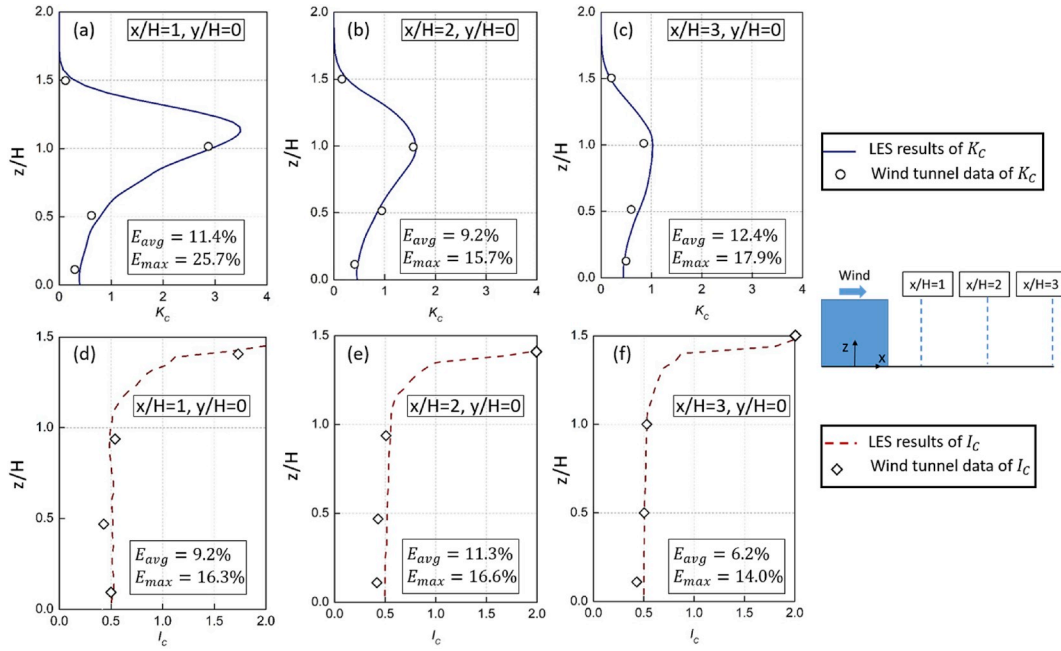 (a)
x/H=1, y/H=0
2.0
1.5
1.0
0.5
0.0
z/H
E_avg = 11.4%
E_max = 25.7%
0 1 2 3 4
K_c
(b)
x/H=2, y/H=0
2.0
1.5
1.0
0.5
0.0
z/H
E_avg = 9.2%
E_max = 15.7%
0 1 2 3 4
K_c
(c)
x/H=3, y/H=0
2.0
1.5
1.0
0.5
0.0
z/H
E_avg = 12.4%
E_max = 17.9%
0 1 2 3 4
K_c
LES results of K_C
Wind tunnel data of K_C
Wind
x/H=1 x/H=2 x/H=3
z
x
(d)
x/H=1, y/H=0
1.5
1.0
0.5
0.0
z/H
E_avg = 9.2%
E_max = 16.3%
0.0 0.5 1.0 1.5 2.0
I_c
(e)
x/H=2, y/H=0
1.5
1.0
0.5
0.0
z/H
E_avg = 11.3%
E_max = 16.6%
0.0 0.5 1.0 1.5 2.0
I_c
(f)
x/H=3, y/H=0
1.5
1.0
0.5
0.0
z/H
E_avg = 6.2%
E_max = 14.0%
0.0 0.5 1.0 1.5 2.0
I_c
LES results of I_C
Wind tunnel data of I_C